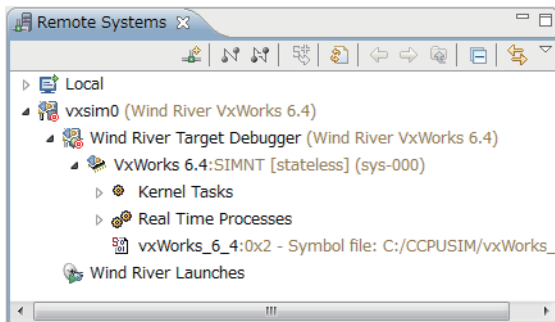 Remote Systems
Local
vxsim0 (Wind River VxWorks 6.4)
Wind River Target Debugger (Wind River VxWorks 6.4)
VxWorks 6.4:SIMNT [stateless] (sys-000)
Kernel Tasks
Real Time Processes
vxWorks_6_4:0x2 - Symbol file: C:/CCPUSIM/vxWorks_
Wind River Launches